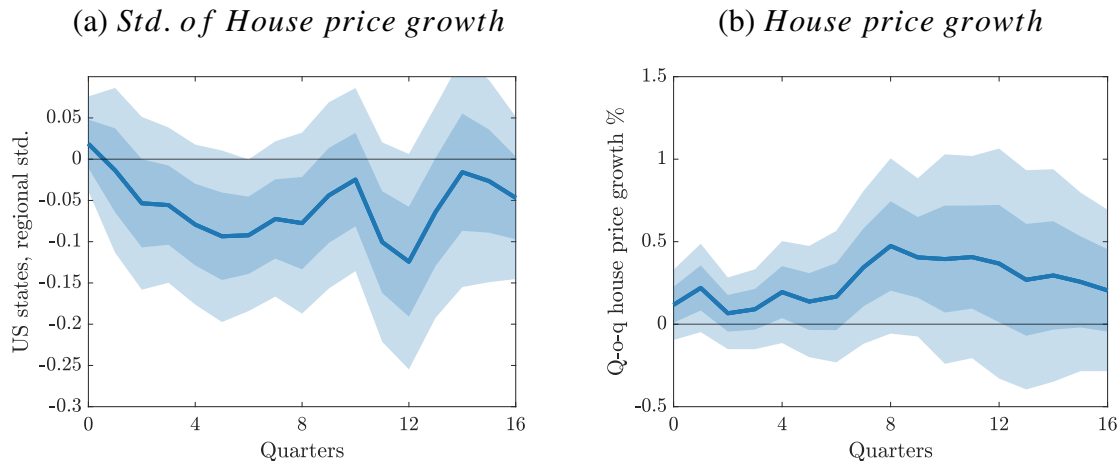 (a) Std. of House price growth
US states, regional std.
0.05
0
-0.05
-0.1
-0.15
-0.2
-0.25
-0.3
0 4 8 12 16
Quarters
(b) House price growth
Q-o-q house price growth %
1.5
1
0.5
0
-0.5
0 4 8 12 16
Quarters